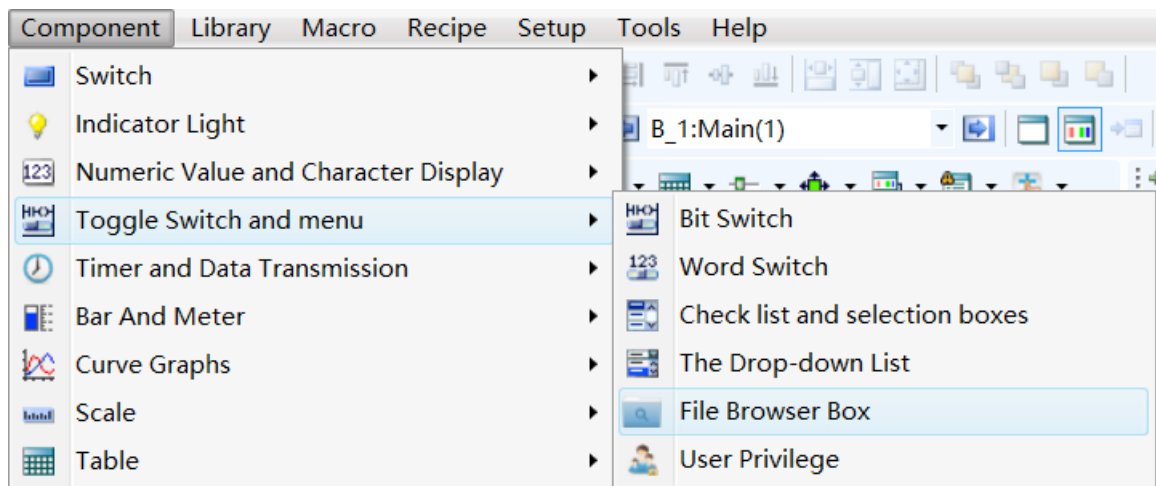 Component Library Macro Recipe Setup Tools Help
Switch
Indicator Light
B_1:Main(1)
123 Numeric Value and Character Display
Toggle Switch and menu
Timer and Data Transmission
Bar And Meter
Curve Graphs
Scale
Table
Bit Switch
123 Word Switch
Check list and selection boxes
The Drop-down List
File Browser Box
User Privilege